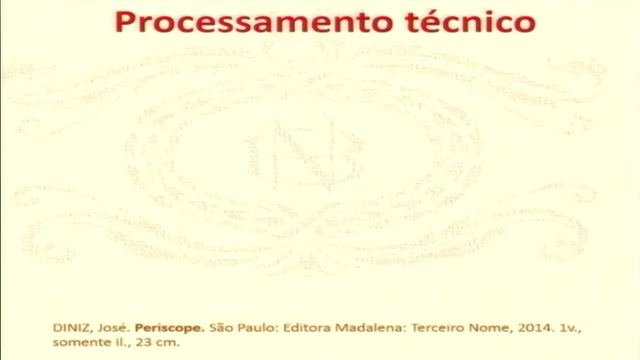 Processamento técnico
DINIZ, José. Periscope. São Paulo: Editora Madalena: Terceiro Nome, 2014. 1v.,
somente il., 23 cm.